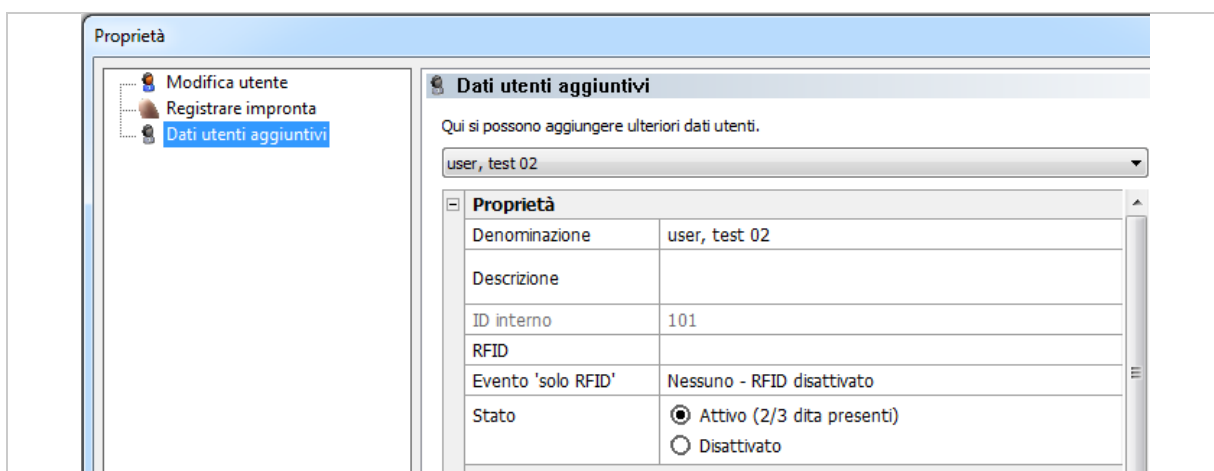 Proprietà
Modifica utente
Registrare impronta
Dati utenti aggiuntivi
Dati utenti aggiuntivi
Qui si possono aggiungere ulteriori dati utenti.
user, test 02
Proprietà
Denominazione user, test 02
Descrizione
ID interno 101
RFID
Evento 'solo RFID' Nessuno - RFID disattivato
Stato Attivo (2/3 dita presenti)
Disattivato